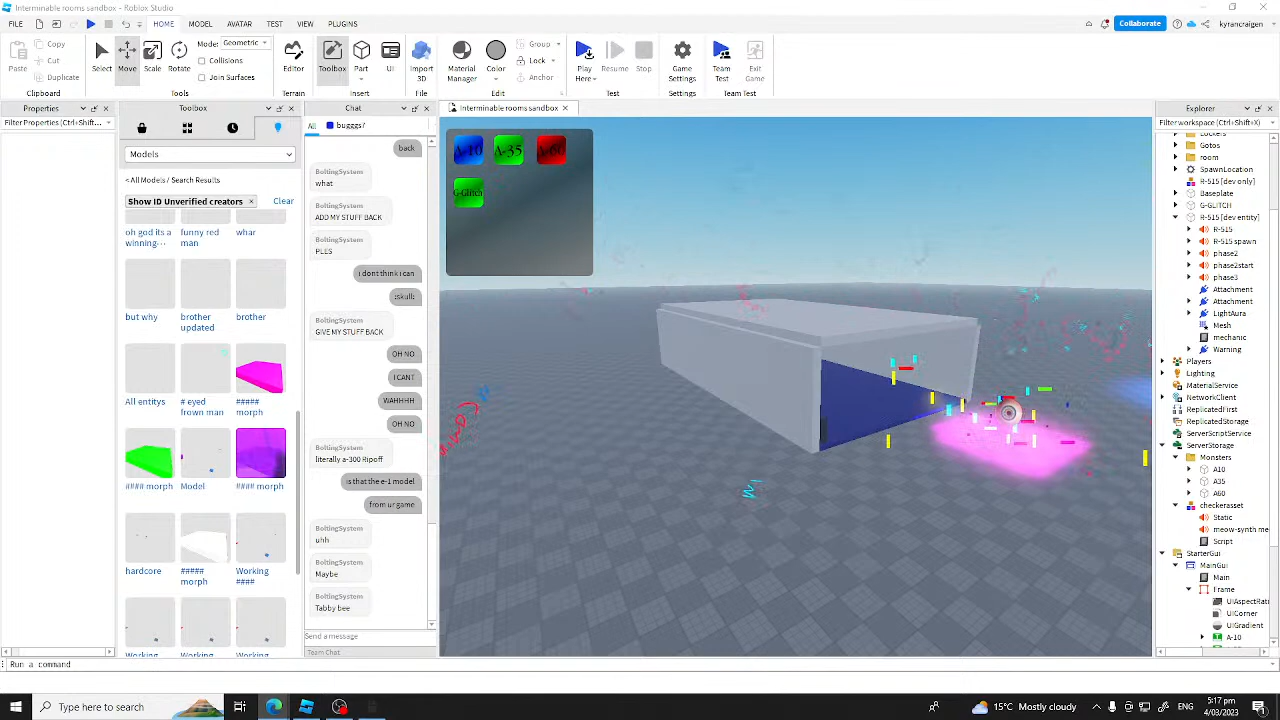 Interminable rooms sandbox - Roblox Studio
FILE
HOME
MODEL
AVATAR
TEST
VIEW
PLUGINS
Collaborate
kyrancraigen
Paste
Copy
Cut
Duplicate
Clipboard
Select
Move
Scale
Rotate
Mode: Geometric
Collisions
Join Surfaces
Tools
Editor
Terrain
Toolbox
Part
UI
Insert
Import 3D
File
Material Manager
Color
Group
Lock
Anchor
Edit
Play Here
Resume
Stop
Test
Game Settings
Settings
Team Test
Exit Game
Team Test
Properties
Filter Properties (Ctrl+Shift...
Toolbox
Models
< All Models / Search Results
Show ID Unverified creators ×
Clear
oh god its a winning...
funny red man
whar
but why
brother updated
brother
All entitys
# eyed frown man
##### morph
#### morph
Model
#### morph
hardcore
##### morph
Working ####
Working
Working
Working
Chat
All
bugggs?
back
BoltingSystem
what
BoltingSystem
ADD MY STUFF BACK
BoltingSystem
PLES
i dont think i can
:skull:
BoltingSystem
GIVE MY STUFF BACK
OH NO
I CANT
WAHHHH
OH NO
BoltingSystem
literally a-300 Ripoff
is that the e-1 model
from ur game
BoltingSystem
uhh
BoltingSystem
Maybe
BoltingSystem
Tabby bee
Send a message
Team Chat
Interminable rooms sandbox ×
A-10
A-35
A-60
G-Glitch
Explorer
Filter workspace (Ctrl+Shift+X)
Gotos
room
SpawnLocation
R-515 [dev only]
Baseplate
G-GLITCH
R-515 [dev entity]
R-515
R-515 spawn
phase2
phase2start
phase3
Attachment
Attachment
LightAura
Mesh
mechanic
Warning
Players
Lighting
MaterialService
NetworkClient
ReplicatedFirst
ReplicatedStorage
ServerScriptService
ServerStorage
Monsters
A10
A35
A60
checkerasset
Static
meow-synth me
Script
StarterGui
MainGui
Main
Frame
UIAspectRati
UICorner
UIGradient
A-10
Run a command
Type here to search
15°C Mostly cloudy
ENG
5:17 pm
4/03/2023